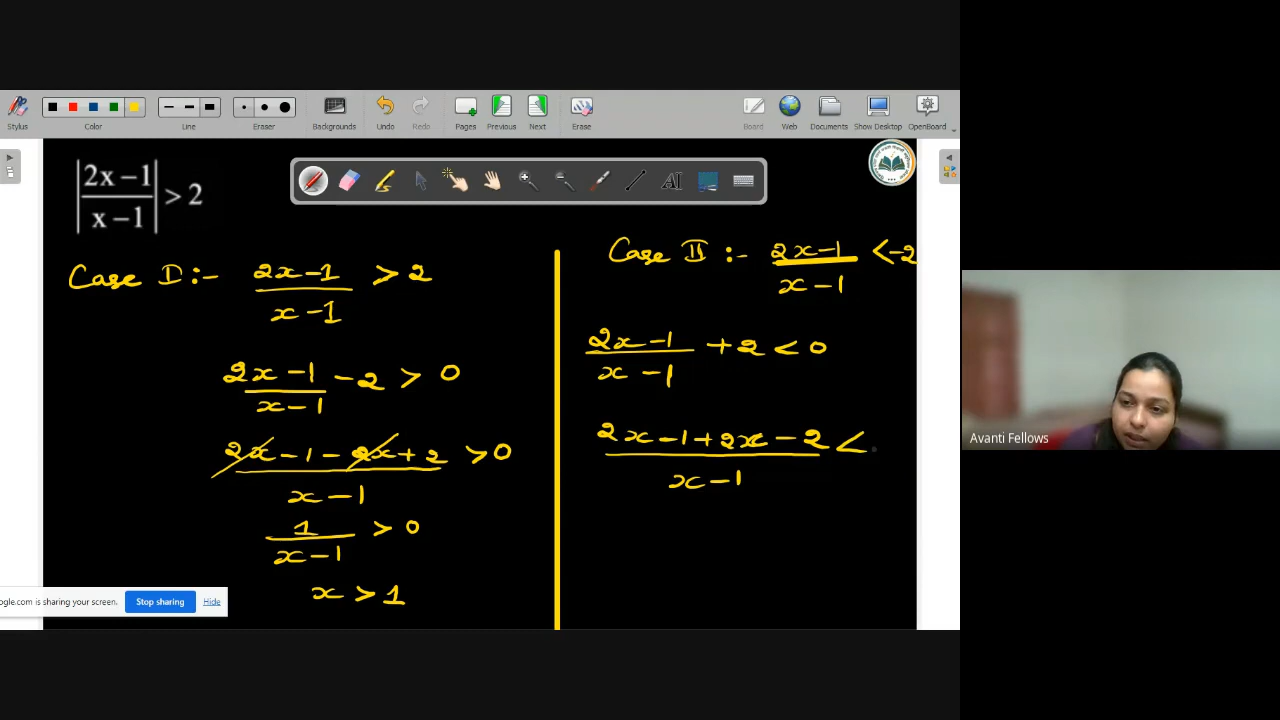 Stylus Color Line Eraser Backgrounds Undo Redo Pages Previous Next Erase Board Web Documents Show Desktop OpenBoard
|2x − 1 / x − 1| > 2
Case I :- 2x − 1 / x − 1 > 2
2x − 1 / x − 1 − 2 > 0
2x − 1 − 2x + 2 / x − 1 > 0
1 / x − 1 > 0
x > 1
Case II :- 2x − 1 / x − 1 < −2
2x − 1 / x − 1 + 2 < 0
2x − 1 + 2x − 2 / x − 1 <
Avanti Fellows
ogle.com is sharing your screen. Stop sharing Hide